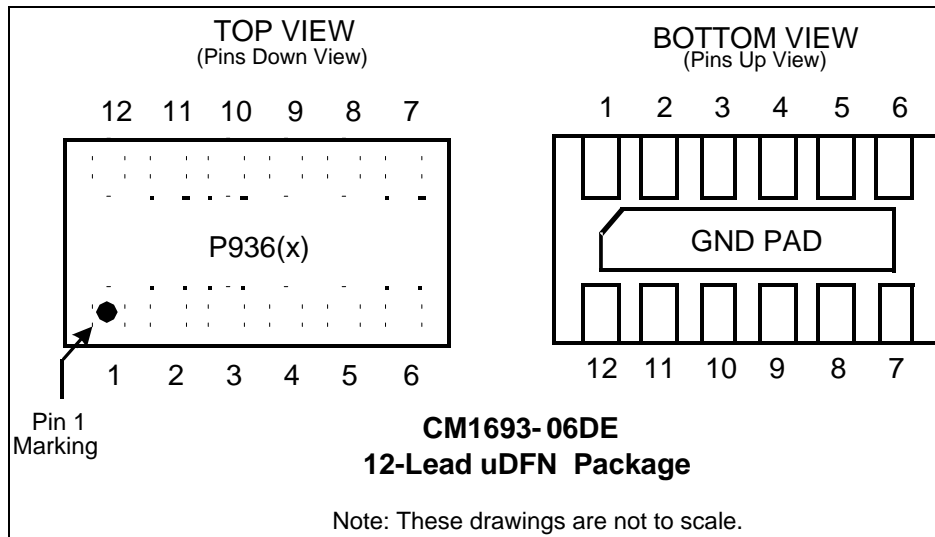 TOP VIEW
(Pins Down View)
12 11 10 9 8 7
P936(x)
1 2 3 4 5 6
Pin 1
Marking
BOTTOM VIEW
(Pins Up View)
1 2 3 4 5 6
GND PAD
12 11 10 9 8 7
CM1693-06DE
12-Lead uDFN Package
Note: These drawings are not to scale.